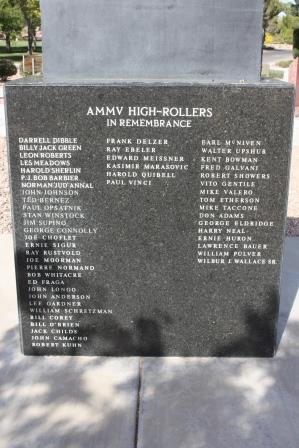 AMMV HIGH-ROLLERS
IN REMEMBRANCE
DARRELL DIBBLE
BILLY JACK GREEN
LEON ROBERTS
LES MEADOWS
HAROLD SHERLIN
P.J. BOB BARBIER
NORMAN "JUD" ANNAL
JOHN JOHNSON
TED BERNEZ
PAUL OPSATNIK
STAN WINSTOCK
JIM SUPINO
GEORGE CONNOLLY
JOE CHOFLET
ERNIE SIGUR
RAY RUSTVOLD
JOE MOORMAN
PIERRE NORMAND
BOB WHITACRE
ED FRAGA
JOHN LONGO
JOHN ANDERSON
LEE GARDNER
WILLIAM SCHRETZMAN
BILL COREY
BILL O'BRIEN
JACK CHILDS
JOHN CAMACHO
ROBERT KUHN
FRANK DELZER
RAY EBELER
EDWARD MEISSNER
KASIMIR MARASOVIC
HAROLD QUIBELL
PAUL VINCI
EARL McNIVEN
WALTER UPSHUR
KENT BOWMAN
FRED GALVANI
ROBERT SHOWERS
VITO GENTILE
MIKE VALERO
TOM ETHERSON
MIKE TACCONE
DON ADAMS
GEORGE ELDRIDGE
HARRY NEAL
ERNIE HURON
LAWRENCE BAUER
WILLIAM PULVER
WILBUR J. WALLACE SR.